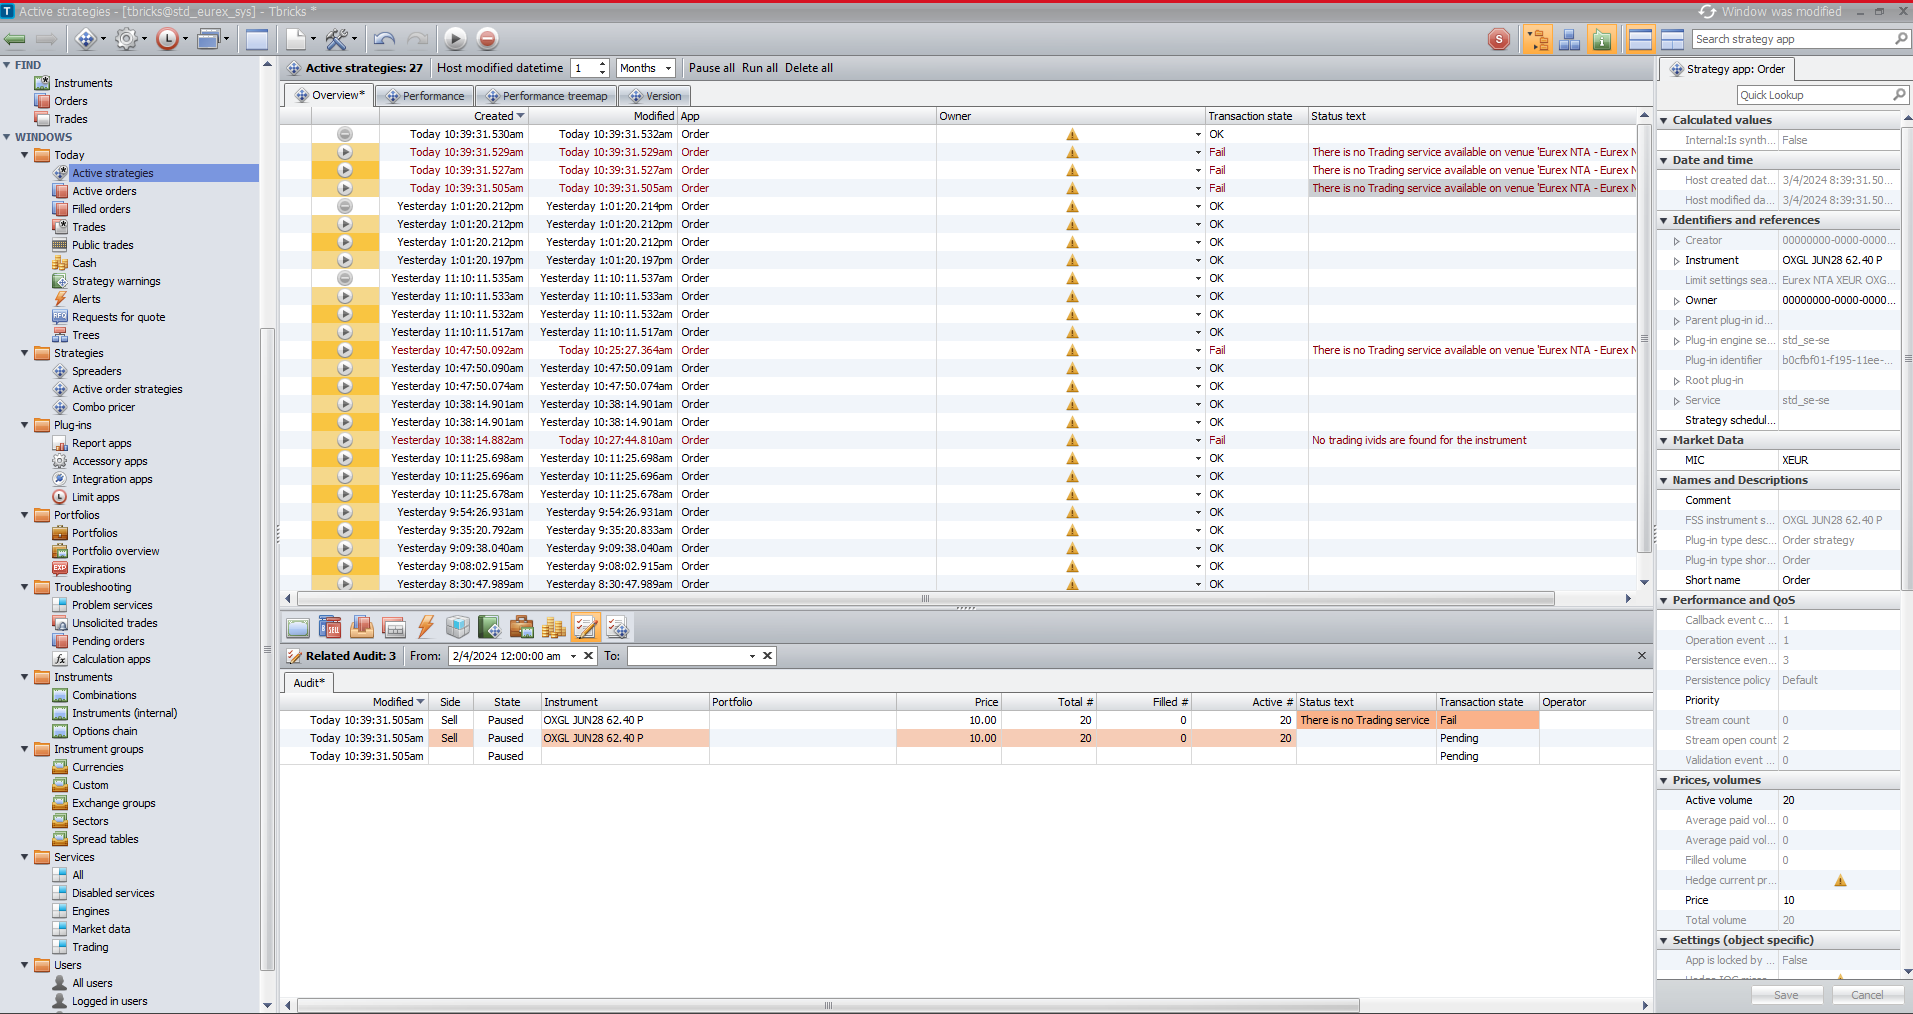 Active strategies - [tbricks@std_eurex_sys] - Tbricks *
Window was modified
Search strategy app
FIND
Instruments
Orders
Trades
WINDOWS
Today
Active strategies
Active orders
Filled orders
Trades
Public trades
Cash
Strategy warnings
Alerts
Requests for quote
Trees
Strategies
Spreaders
Active order strategies
Combo pricer
Plug-ins
Report apps
Accessory apps
Integration apps
Limit apps
Portfolios
Portfolios
Portfolio overview
Expirations
Troubleshooting
Problem services
Unsolicited trades
Pending orders
Calculation apps
Instruments
Combinations
Instruments (internal)
Options chain
Instrument groups
Currencies
Custom
Exchange groups
Sectors
Spread tables
Services
All
Disabled services
Engines
Market data
Trading
Users
All users
Logged in users
Active strategies: 27 Host modified datetime 1 Months Pause all Run all Delete all
Overview* Performance Performance treemap Version
Created Modified App Owner Transaction state Status text
Today 10:39:31.530am Today 10:39:31.532am Order OK
Today 10:39:31.529am Today 10:39:31.529am Order Fail There is no Trading service available on venue 'Eurex NTA - Eurex N
Today 10:39:31.527am Today 10:39:31.527am Order Fail There is no Trading service available on venue 'Eurex NTA - Eurex N
Today 10:39:31.505am Today 10:39:31.505am Order Fail There is no Trading service available on venue 'Eurex NTA - Eurex N
Yesterday 1:01:20.212pm Yesterday 1:01:20.214pm Order OK
Yesterday 1:01:20.212pm Yesterday 1:01:20.212pm Order OK
Yesterday 1:01:20.212pm Yesterday 1:01:20.212pm Order OK
Yesterday 1:01:20.197pm Yesterday 1:01:20.197pm Order OK
Yesterday 11:10:11.535am Yesterday 11:10:11.537am Order OK
Yesterday 11:10:11.533am Yesterday 11:10:11.533am Order OK
Yesterday 11:10:11.532am Yesterday 11:10:11.532am Order OK
Yesterday 11:10:11.517am Yesterday 11:10:11.517am Order OK
Yesterday 10:47:50.092am Today 10:25:27.364am Order Fail There is no Trading service available on venue 'Eurex NTA - Eurex N
Yesterday 10:47:50.090am Yesterday 10:47:50.091am Order OK
Yesterday 10:47:50.074am Yesterday 10:47:50.074am Order OK
Yesterday 10:38:14.901am Yesterday 10:38:14.901am Order OK
Yesterday 10:38:14.901am Yesterday 10:38:14.901am Order OK
Yesterday 10:38:14.882am Today 10:27:44.810am Order Fail No trading ivids are found for the instrument
Yesterday 10:11:25.698am Yesterday 10:11:25.698am Order OK
Yesterday 10:11:25.696am Yesterday 10:11:25.696am Order OK
Yesterday 10:11:25.678am Yesterday 10:11:25.678am Order OK
Yesterday 9:54:26.931am Yesterday 9:54:26.931am Order OK
Yesterday 9:35:20.792am Yesterday 9:35:20.833am Order OK
Yesterday 9:09:38.040am Yesterday 9:09:38.040am Order OK
Yesterday 9:08:02.915am Yesterday 9:08:02.915am Order OK
Yesterday 8:30:47.989am Yesterday 8:30:47.989am Order OK
Related Audit: 3 From: 2/4/2024 12:00:00 am To:
Audit*
Modified Side State Instrument Portfolio Price Total # Filled # Active # Status text Transaction state Operator
Today 10:39:31.505am Sell Paused OXGL JUN28 62.40 P 10.00 20 0 20 There is no Trading service Fail
Today 10:39:31.505am Sell Paused OXGL JUN28 62.40 P 10.00 20 0 20 Pending
Today 10:39:31.505am Paused Pending
Strategy app: Order
Quick Lookup
Calculated values
Internal:Is synth... False
Date and time
Host created dat... 3/4/2024 8:39:31.50...
Host modified da... 3/4/2024 8:39:31.50...
Identifiers and references
Creator 00000000-0000-0000...
Instrument OXGL JUN28 62.40 P
Limit settings sea... Eurex NTA XEUR OXG...
Owner 00000000-0000-0000...
Parent plug-in id...
Plug-in engine se... std_se-se
Plug-in identifier b0cfbf01-f195-11ee-...
Root plug-in
Service std_se-se
Strategy schedul...
Market Data
MIC XEUR
Names and Descriptions
Comment
FSS instrument s... OXGL JUN28 62.40 P
Plug-in type desc... Order strategy
Plug-in type shor... Order
Short name Order
Performance and QoS
Callback event c... 1
Operation event ... 1
Persistence even... 3
Persistence policy Default
Priority
Stream count 0
Stream open count 2
Validation event ... 0
Prices, volumes
Active volume 20
Average paid vol... 0
Average paid vol... 0
Filled volume 0
Hedge current pr...
Price 10
Total volume 20
Settings (object specific)
App is locked by ... False
Save Cancel